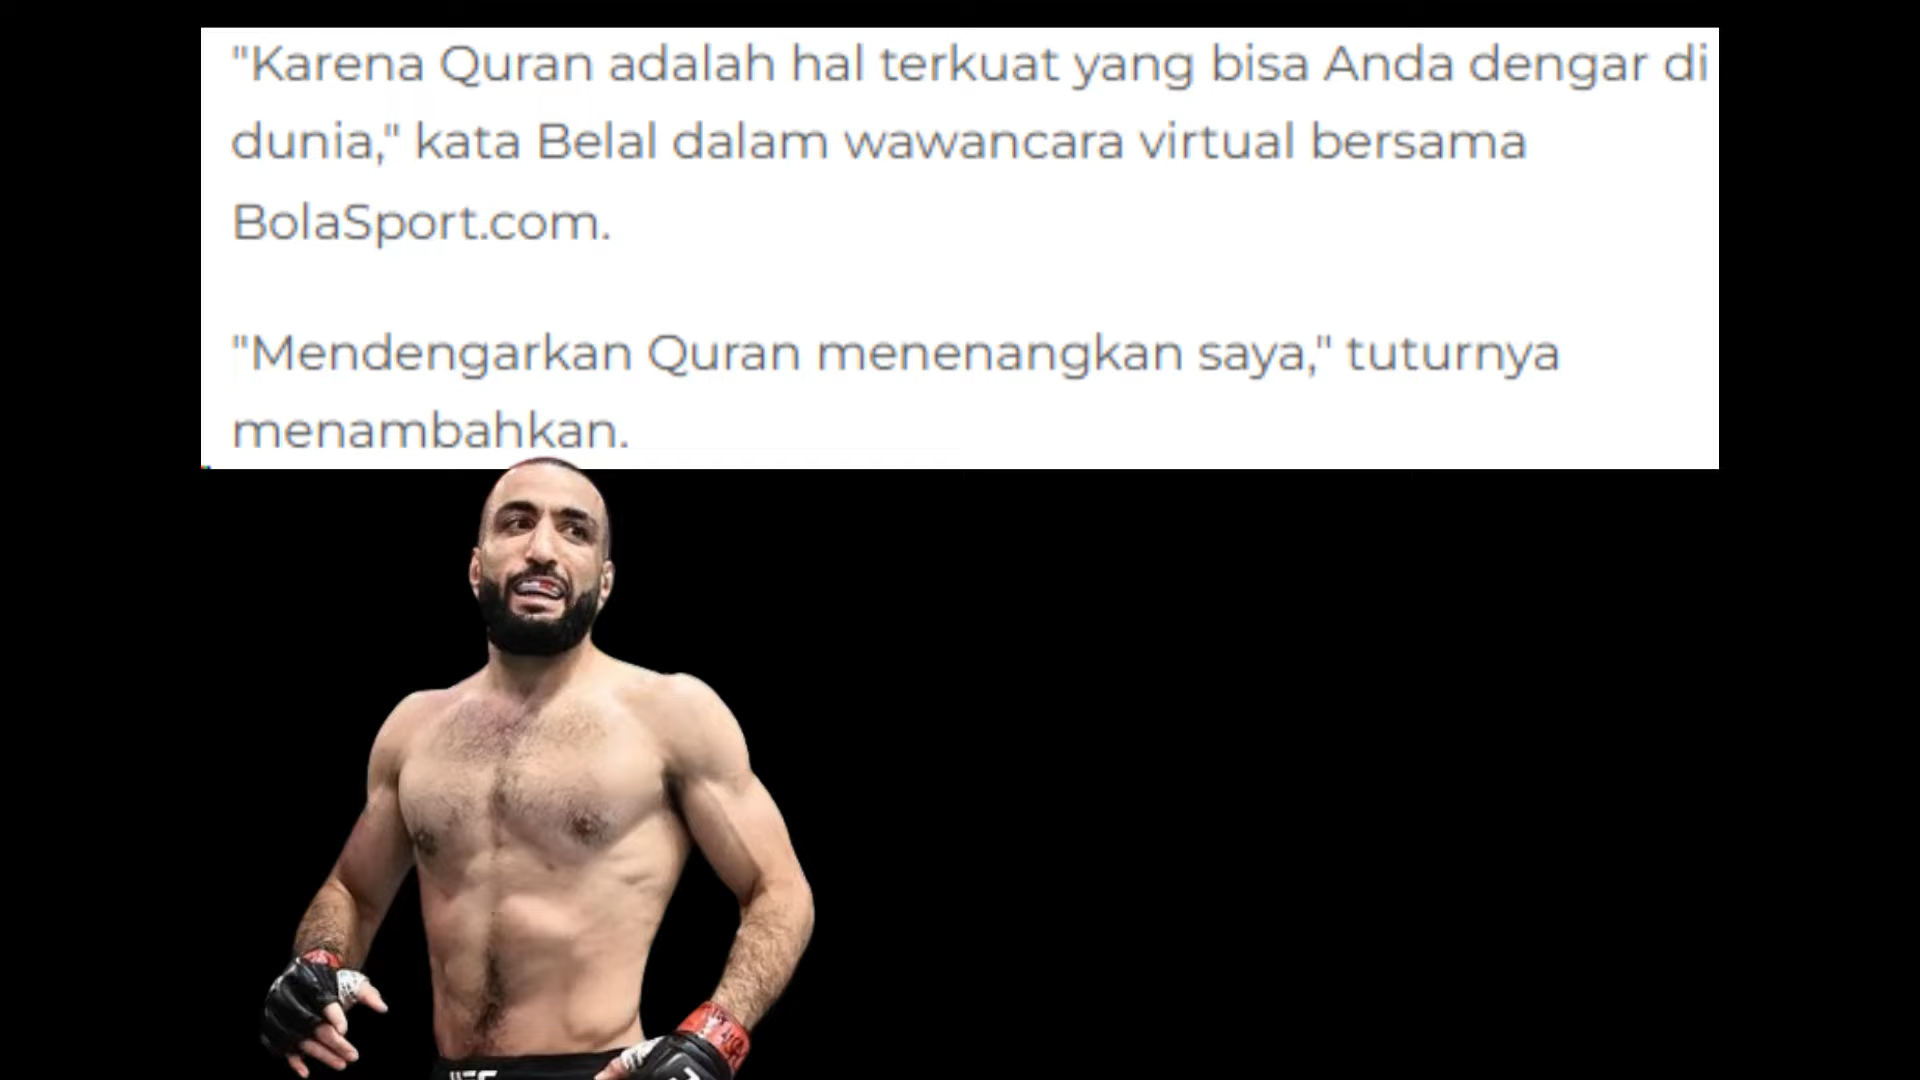 "Karena Quran adalah hal terkuat yang bisa Anda dengar di
dunia," kata Belal dalam wawancara virtual bersama
BolaSport.com.
"Mendengarkan Quran menenangkan saya," tuturnya
menambahkan.